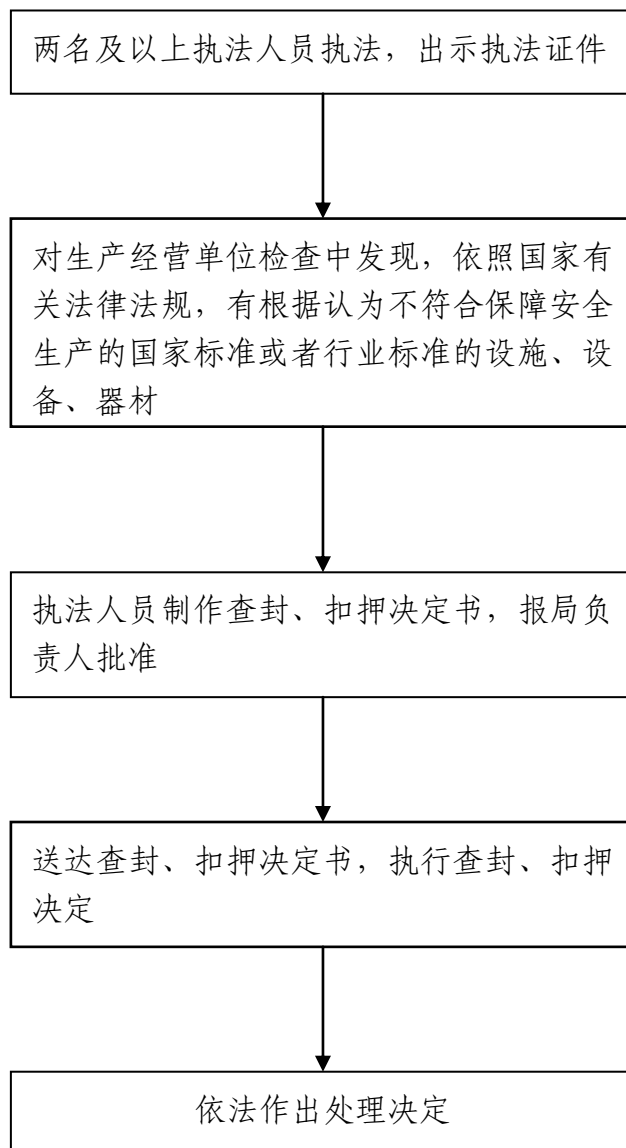 两名及以上执法人员执法，出示执法证件
对生产经营单位检查中发现，依照国家有
关法律法规，有根据认为不符合保障安全
生产的国家标准或者行业标准的设施、设
备、器材
执法人员制作查封、扣押决定书，报局负
责人批准
送达查封、扣押决定书，执行查封、扣押
决定
依法作出处理决定